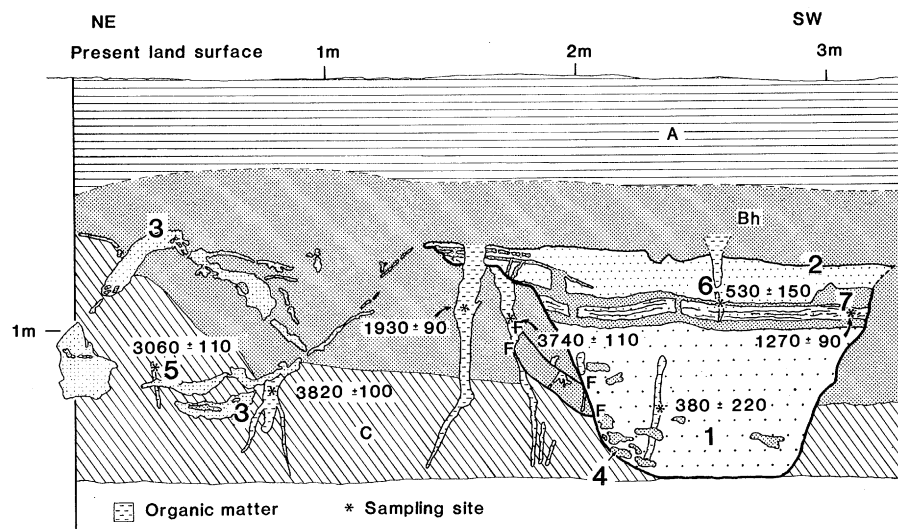 NE SW
Present land surface 1m 2m 3m
A
Bh
3
2
6 530 ± 150 7
1m 1930 ± 90 F 3740 ± 110 1270 ± 90
3060 ± 110 F
5 F
3 3820 ± 100 380 ± 220
F
C 1
4
Organic matter * Sampling site